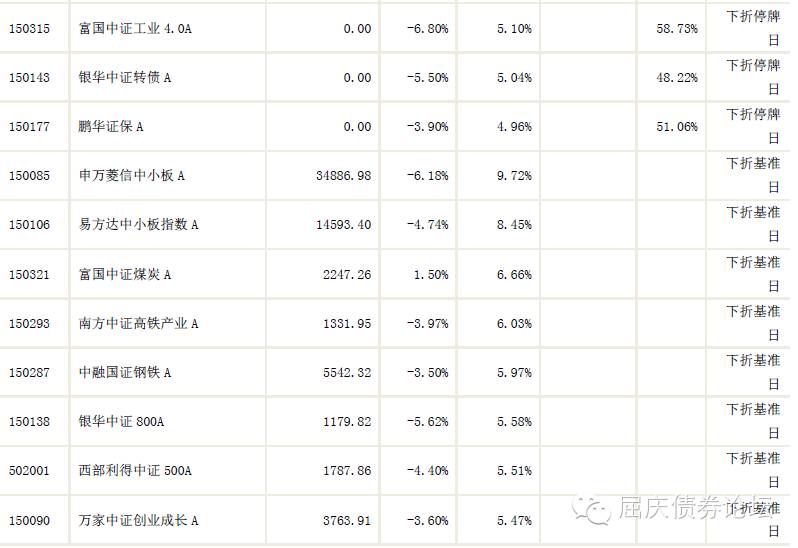 150315 富国中证工业 4.0A 0.00 -6.80% 5.10% 58.73% 下折停牌
日
150143 银华中证转债 A 0.00 -5.50% 5.04% 48.22% 下折停牌
日
150177 鹏华证保 A 0.00 -3.90% 4.96% 51.06% 下折停牌
日
150085 申万菱信中小板 A 34886.98 -6.18% 9.72% 下折基准
日
150106 易方达中小板指数 A 14593.40 -4.74% 8.45% 下折基准
日
150321 富国中证煤炭 A 2247.26 1.50% 6.66% 下折基准
日
150293 南方中证高铁产业 A 1331.95 -3.97% 6.03% 下折基准
日
150287 中融国证钢铁 A 5542.32 -3.50% 5.97% 下折基准
日
150138 银华中证 800A 1179.82 -5.62% 5.58% 下折基准
日
502001 西部利得中证 500A 1787.86 -4.40% 5.51% 下折基准
日
150090 万家中证创业成长 A 3763.91 -3.60% 5.47% 下折基准
日
屈庆债券论坛